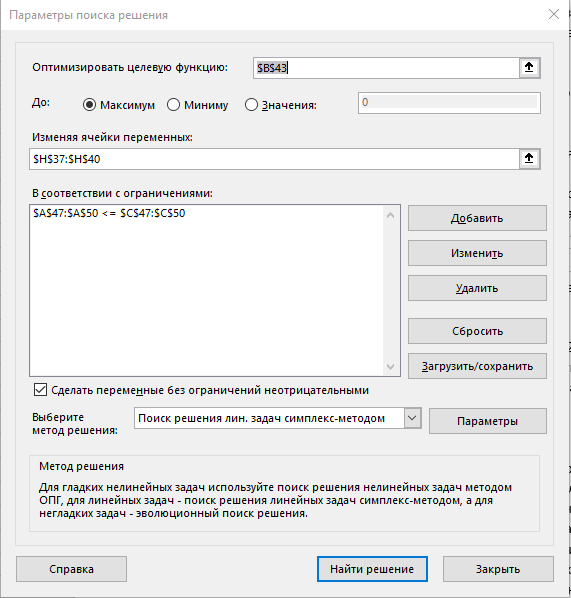 Параметры поиска решения
Оптимизировать целевую функцию: $B$43
До: Максимум Миниму Значения: 0
Изменяя ячейки переменных:
$H$37:$H$40
В соответствии с ограничениями:
$A$47:$A$50 <= $C$47:$C$50
Добавить
Изменить
Удалить
Сбросить
Загрузить/сохранить
Сделать переменные без ограничений неотрицательными
Выберите
метод решения:
Поиск решения лин. задач симплекс-методом
Параметры
Метод решения
Для гладких нелинейных задач используйте поиск решения нелинейных задач методом
ОПГ, для линейных задач - поиск решения линейных задач симплекс-методом, а для
негладких задач - эволюционный поиск решения.
Справка
Найти решение
Закрыть